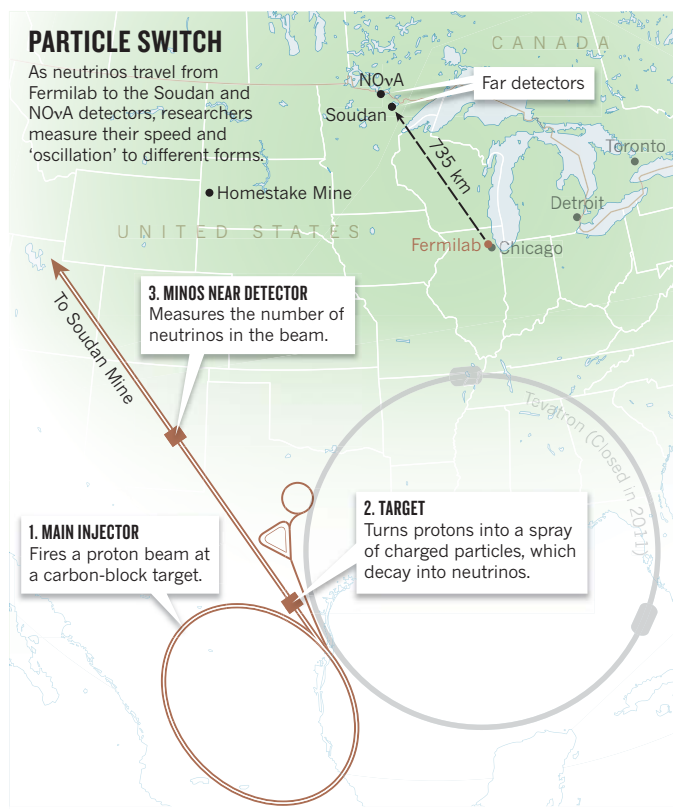 PARTICLE SWITCH
As neutrinos travel from
Fermilab to the Soudan and
NOνA detectors, researchers
measure their speed and
‘oscillation’ to different forms.
CANADA
NOνA
Far detectors
Soudan
735 km
Toronto
Homestake Mine
Detroit
UNITED STATES
Fermilab
Chicago
3. MINOS NEAR DETECTOR
Measures the number of
neutrinos in the beam.
To Soudan Mine
Tevatron (Closed in 2011)
2. TARGET
Turns protons into a spray
of charged particles, which
decay into neutrinos.
1. MAIN INJECTOR
Fires a proton beam at
a carbon-block target.